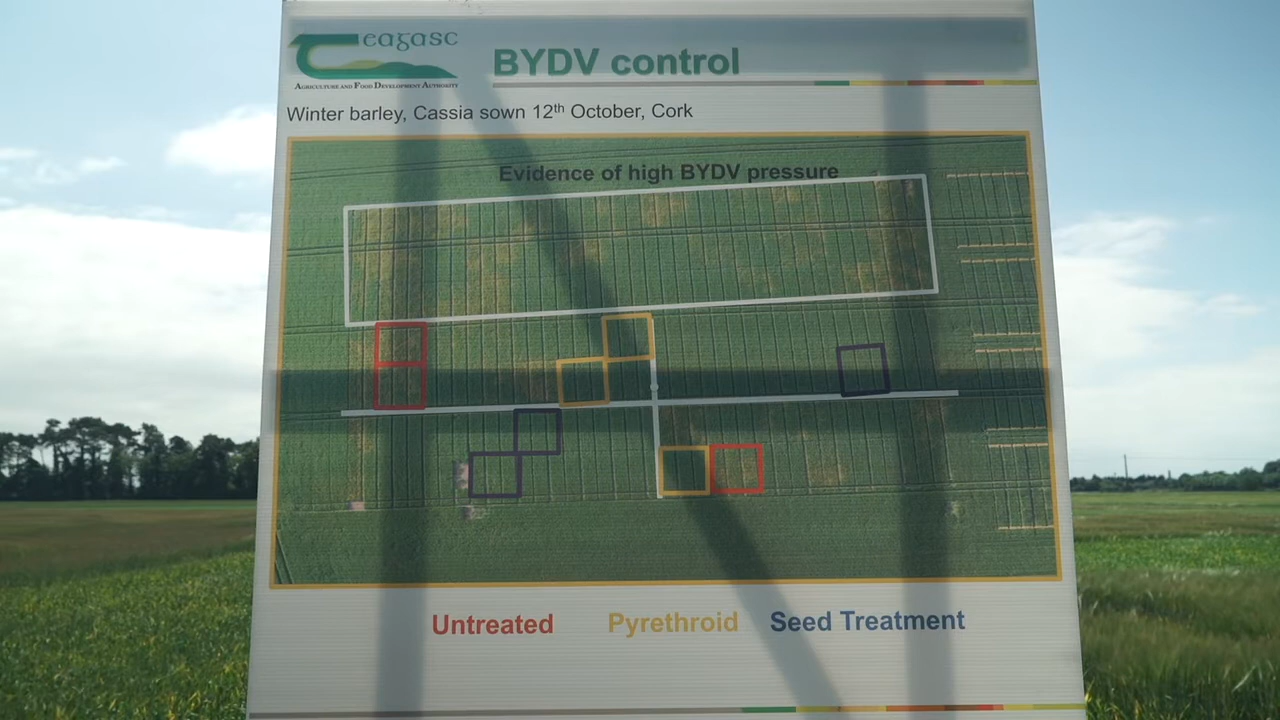 eagasc
AGRICULTURE AND FOOD DEVELOPMENT AUTHORITY
BYDV control
Winter barley, Cassia sown 12th October, Cork
Evidence of high BYDV pressure
Untreated Pyrethroid Seed Treatment